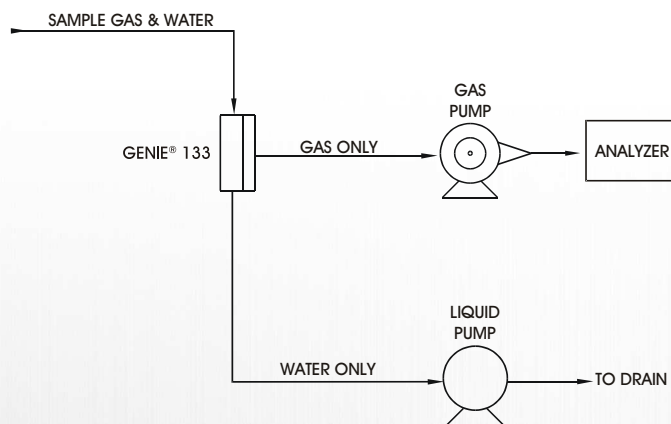 SAMPLE GAS & WATER
GENIE® 133
GAS ONLY
GAS
PUMP
ANALYZER
WATER ONLY
LIQUID
PUMP
TO DRAIN